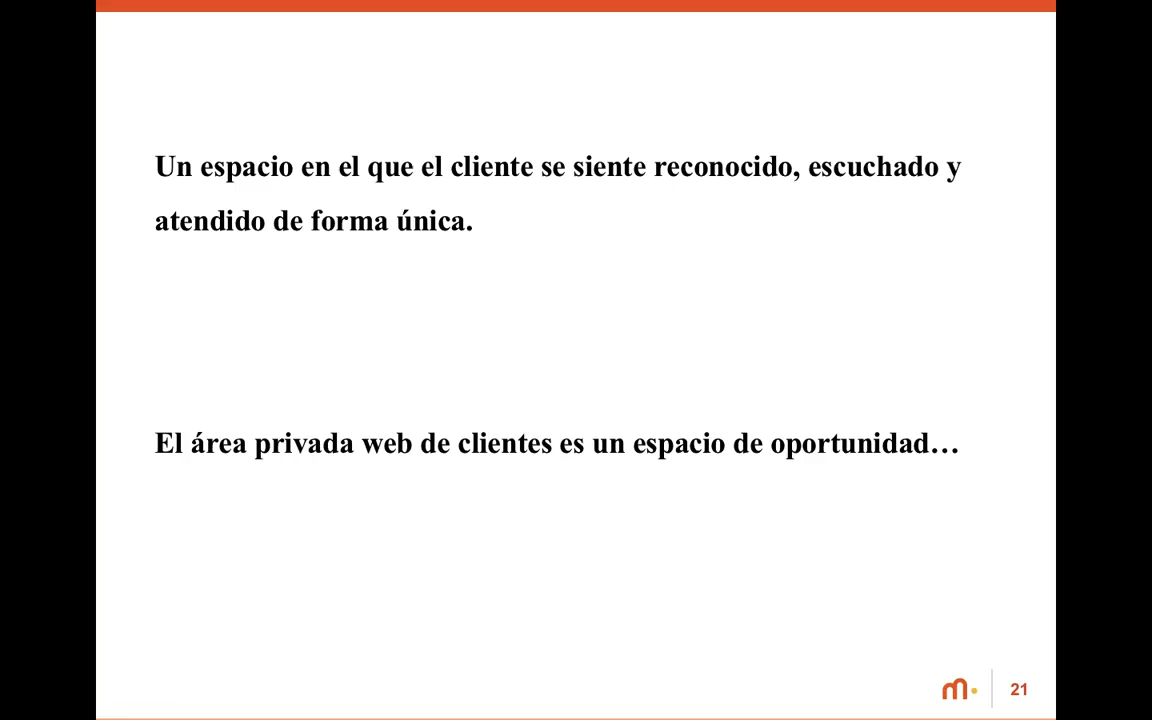 Un espacio en el que el cliente se siente reconocido, escuchado y
atendido de forma única.
El área privada web de clientes es un espacio de oportunidad…
m.
21